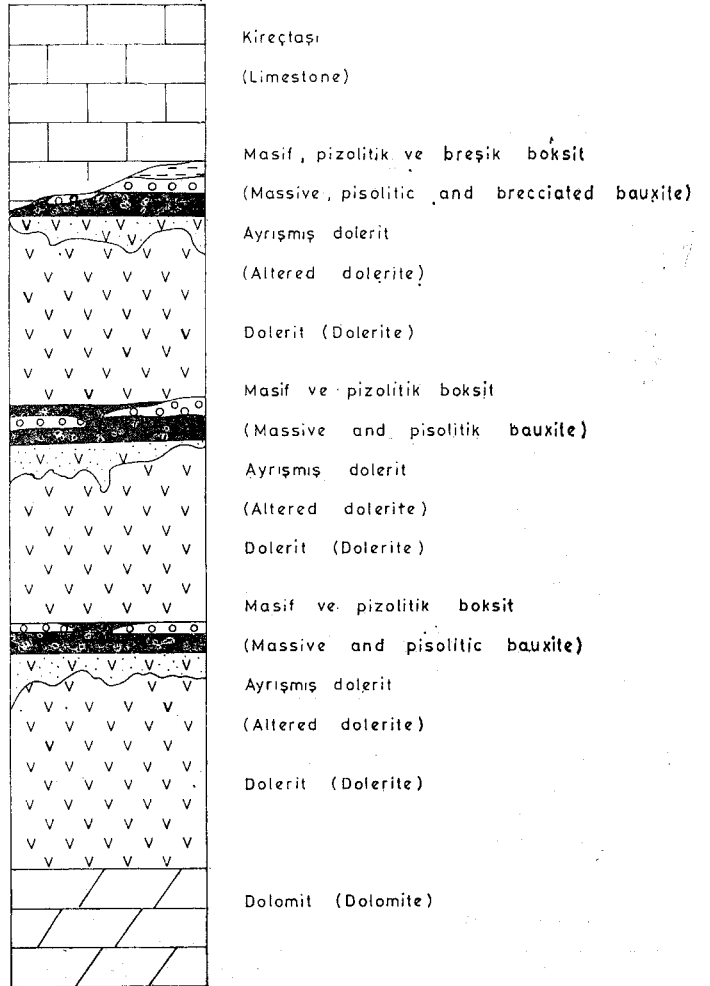 Kireçtaşı
(Limestone)
Masif, pizolitik ve breşik boksit
(Massive, pisolitic and brecciated bauxite)
Ayrışmış dolerit
(Altered dolerite)
Dolerit (Dolerite)
Masif ve pizolitik boksit
(Massive and pisolitik bauxite)
Ayrışmış dolerit
(Altered dolerite)
Dolerit (Dolerite)
Masif ve pizolitik boksit
(Massive and pisolitic bauxite)
Ayrışmış dolerit
(Altered dolerite)
Dolerit (Dolerite)
Dolomit (Dolomite)